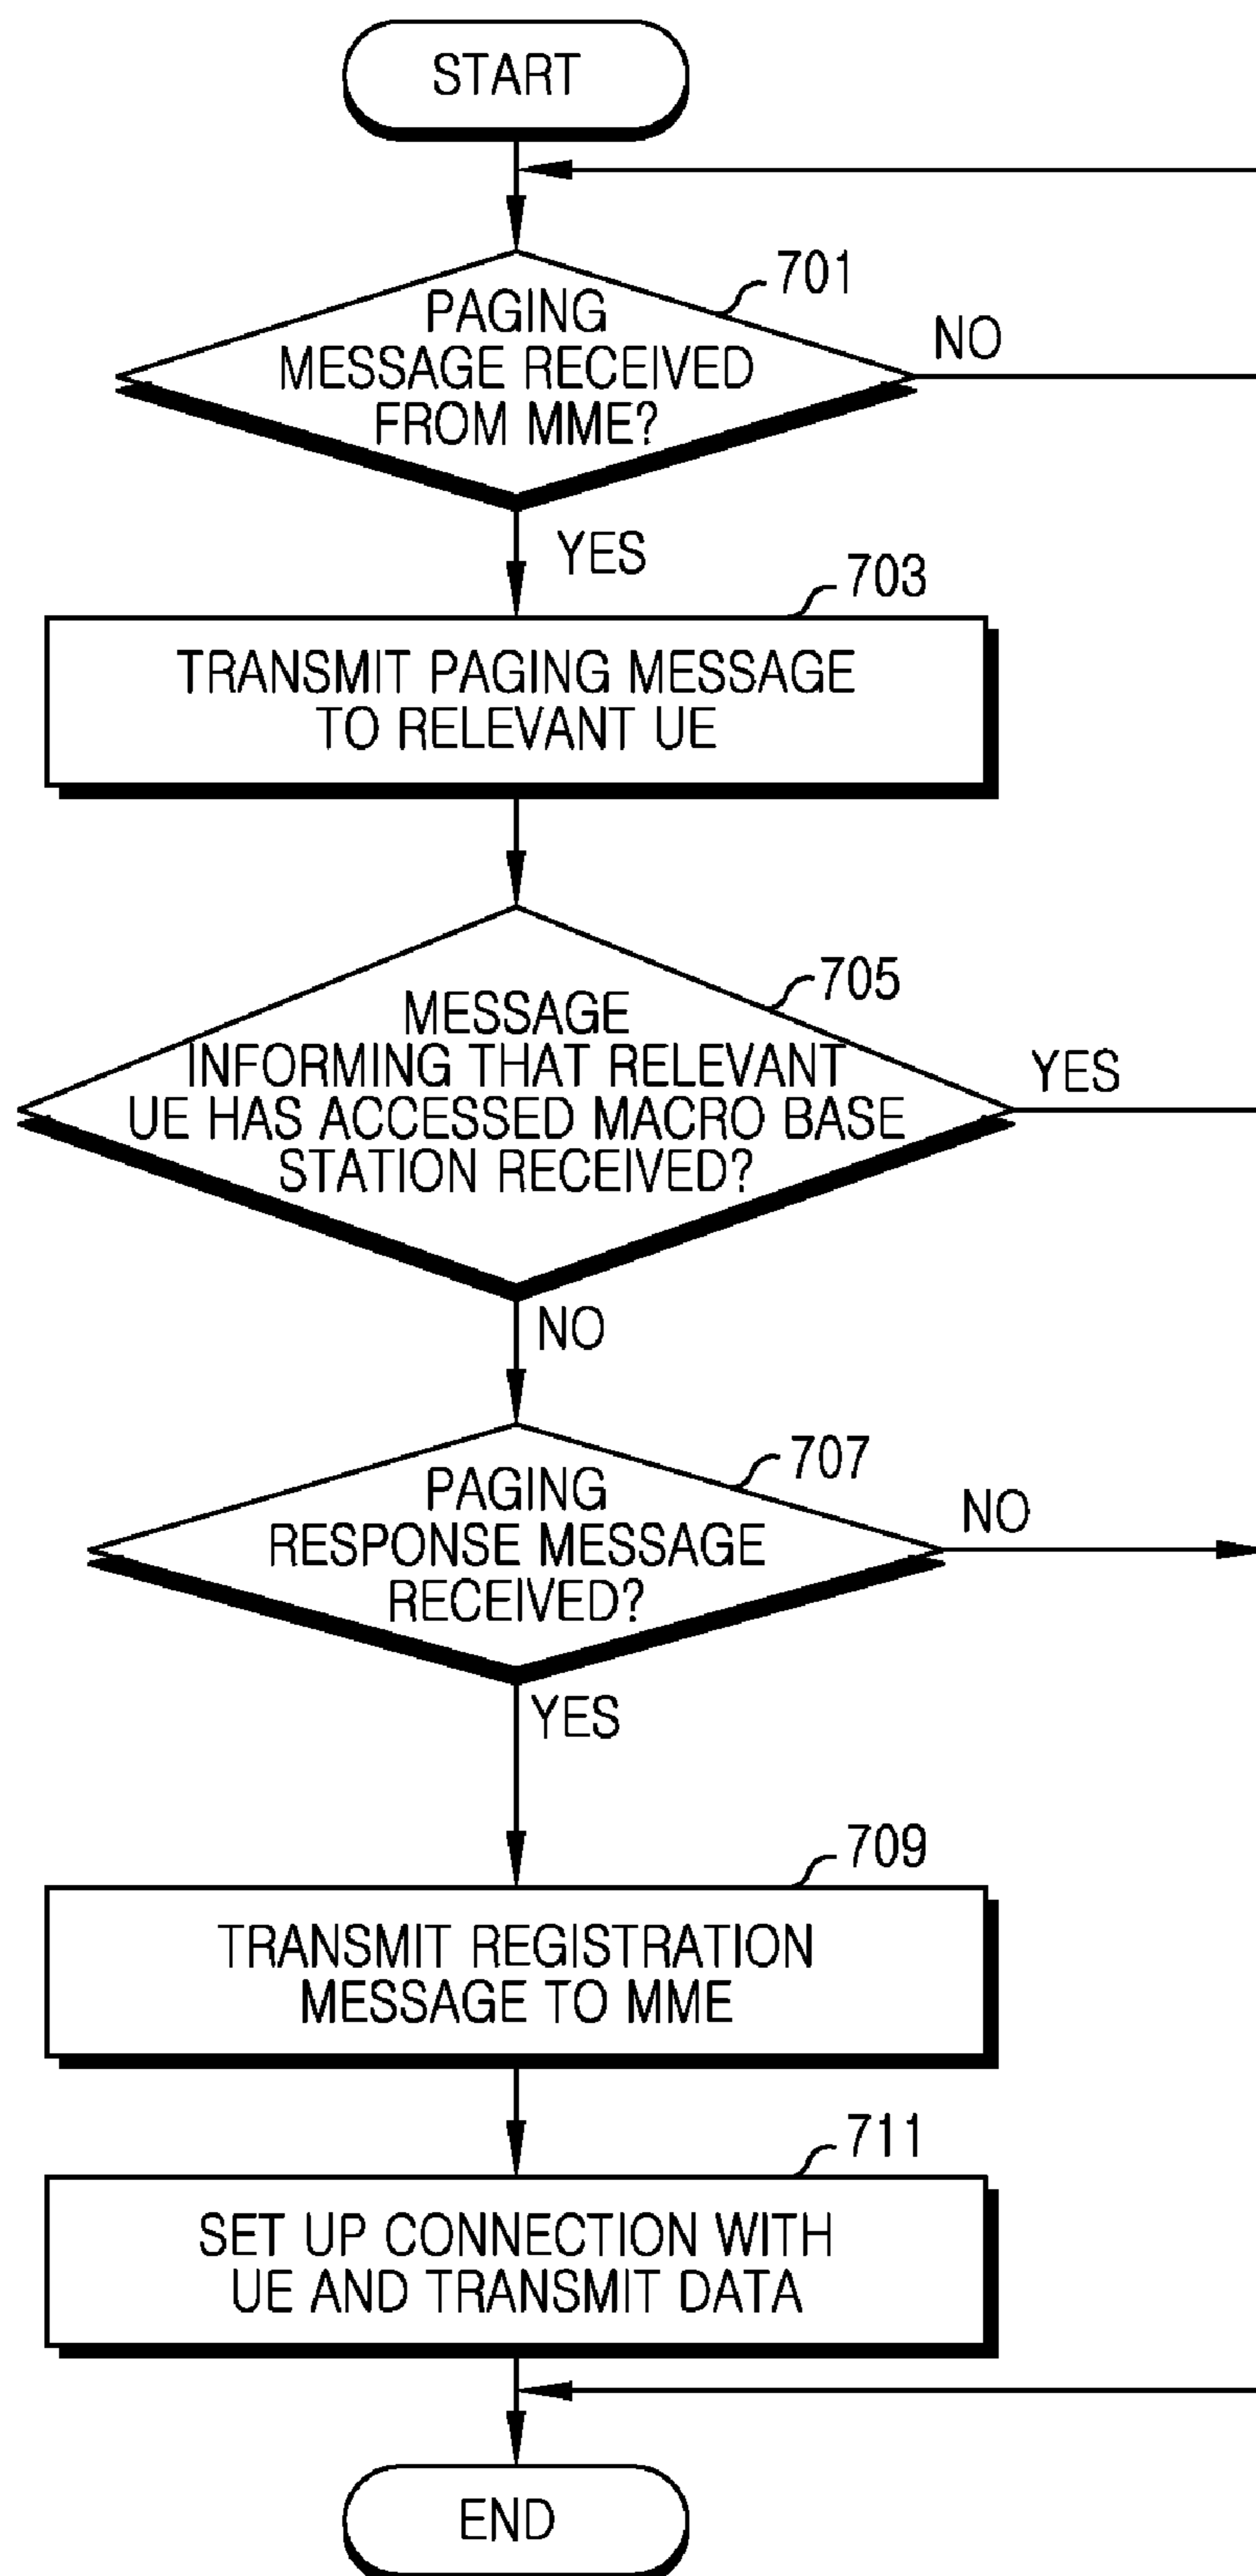 START
701
PAGING
MESSAGE RECEIVED
FROM MME?
NO
YES
703
TRANSMIT PAGING MESSAGE
TO RELEVANT UE
705
MESSAGE
INFORMING THAT RELEVANT
UE HAS ACCESSED MACRO BASE
STATION RECEIVED?
YES
NO
707
PAGING
RESPONSE MESSAGE
RECEIVED?
NO
YES
709
TRANSMIT REGISTRATION
MESSAGE TO MME
711
SET UP CONNECTION WITH
UE AND TRANSMIT DATA
END